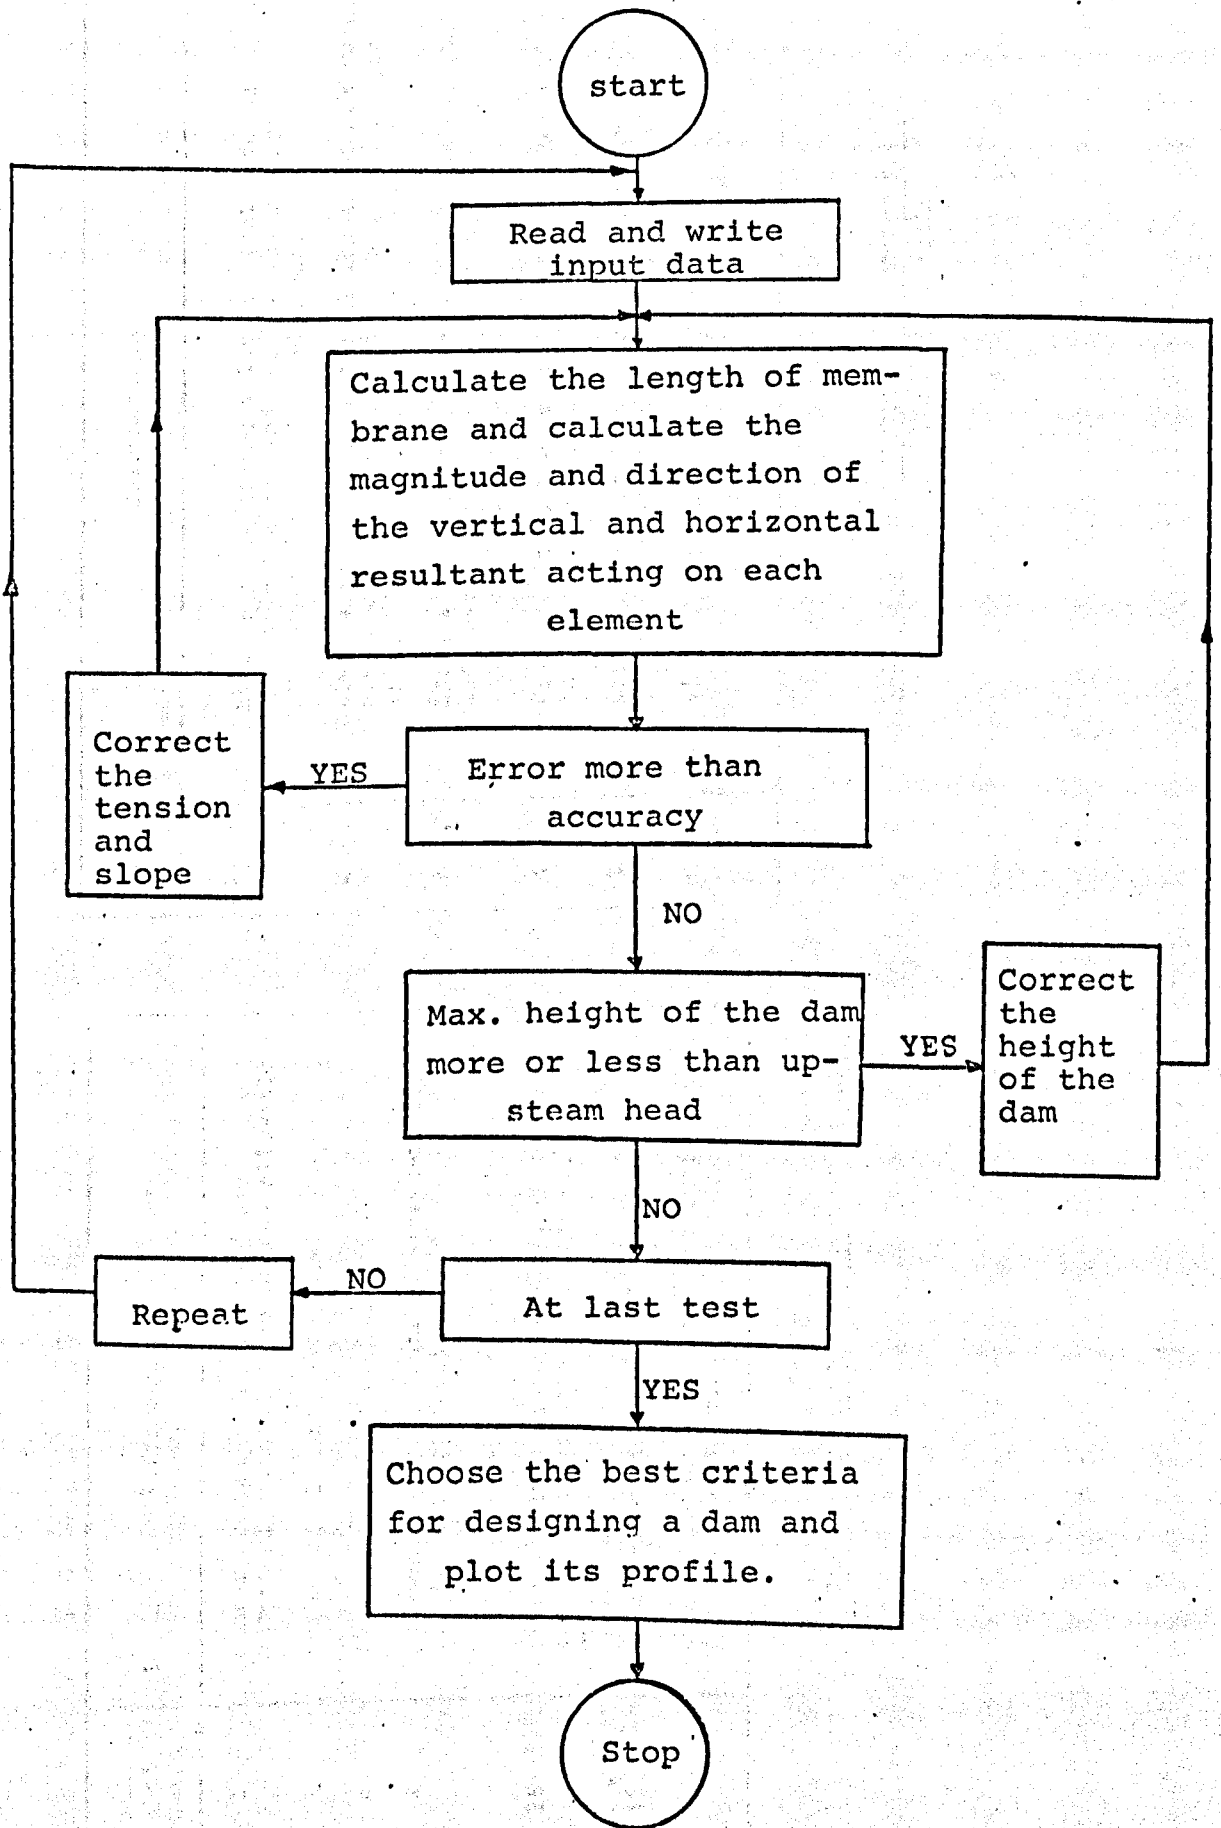 start
Read and write
input data
Calculate the length of mem-
brane and calculate the
magnitude and direction of
the vertical and horizontal
resultant acting on each
element
Correct
the
tension
and
slope
YES
Error more than
accuracy
NO
Max. height of the dam
more or less than up-
steam head
YES
Correct
the
height
of the
dam
NO
Repeat
NO
At last test
YES
Choose the best criteria
for designing a dam and
plot its profile.
Stop